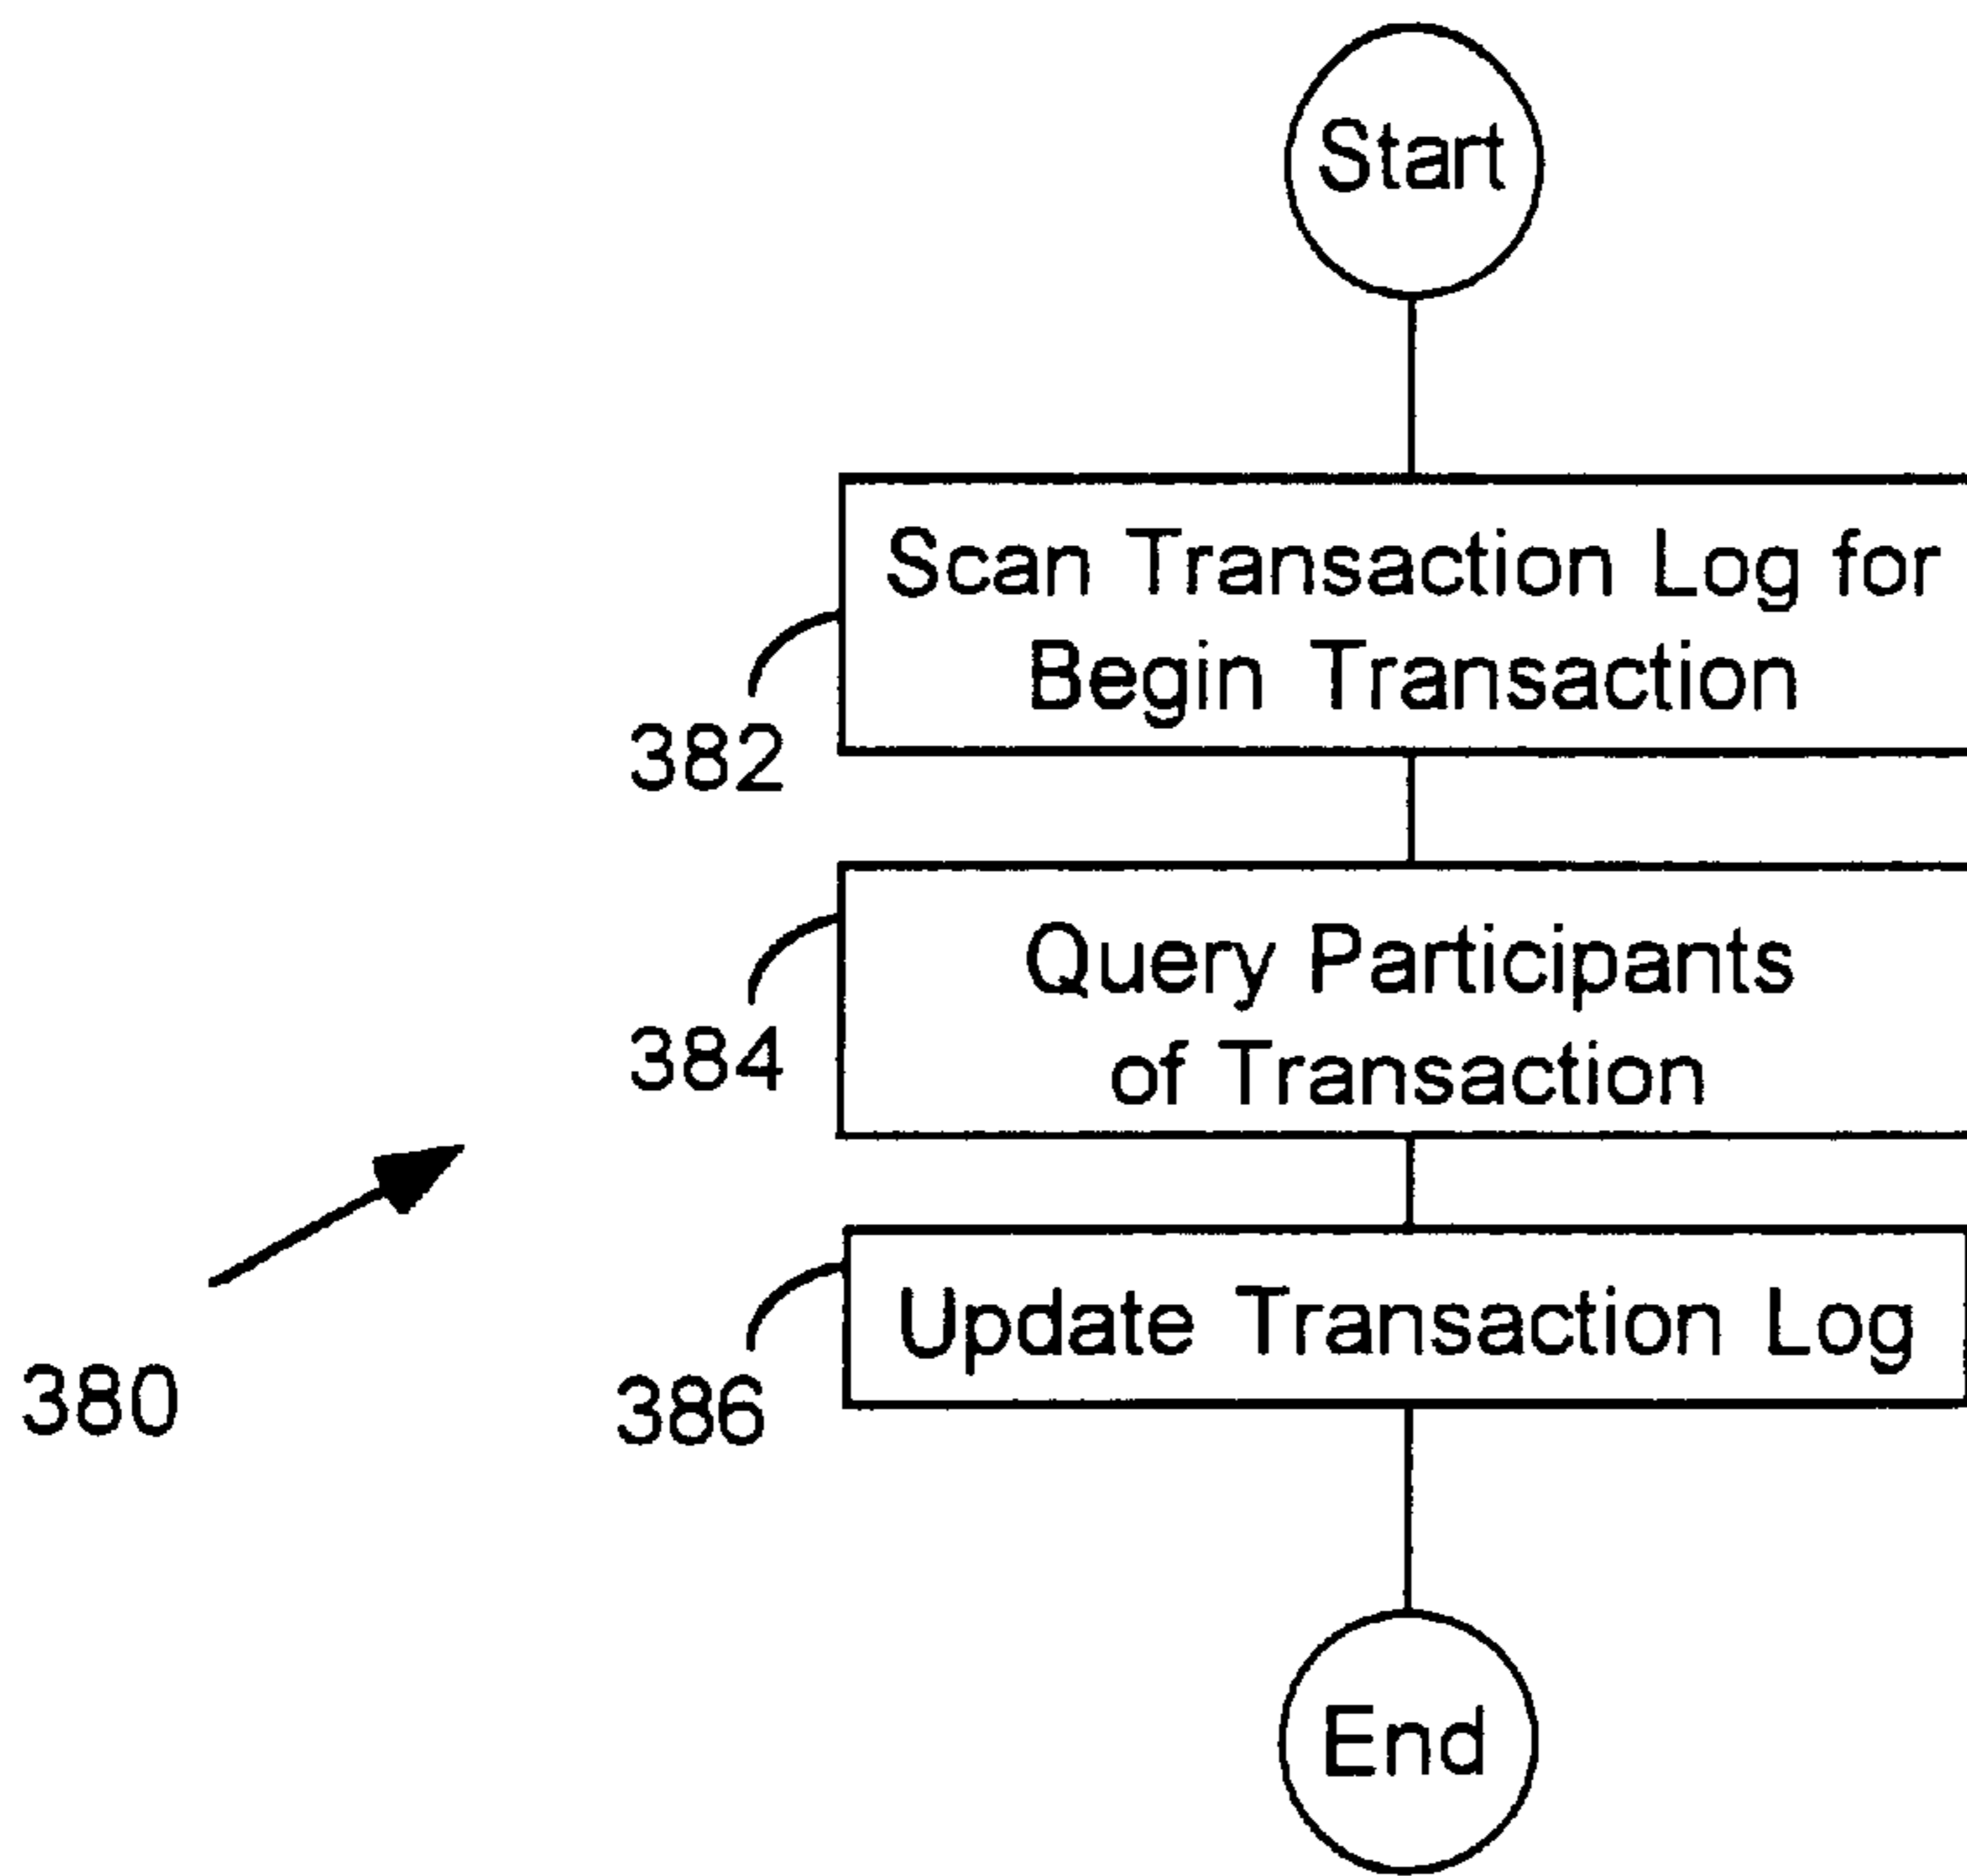 Start
Scan Transaction Log for
Begin Transaction
382
Query Participants
of Transaction
384
Update Transaction Log
380
386
End